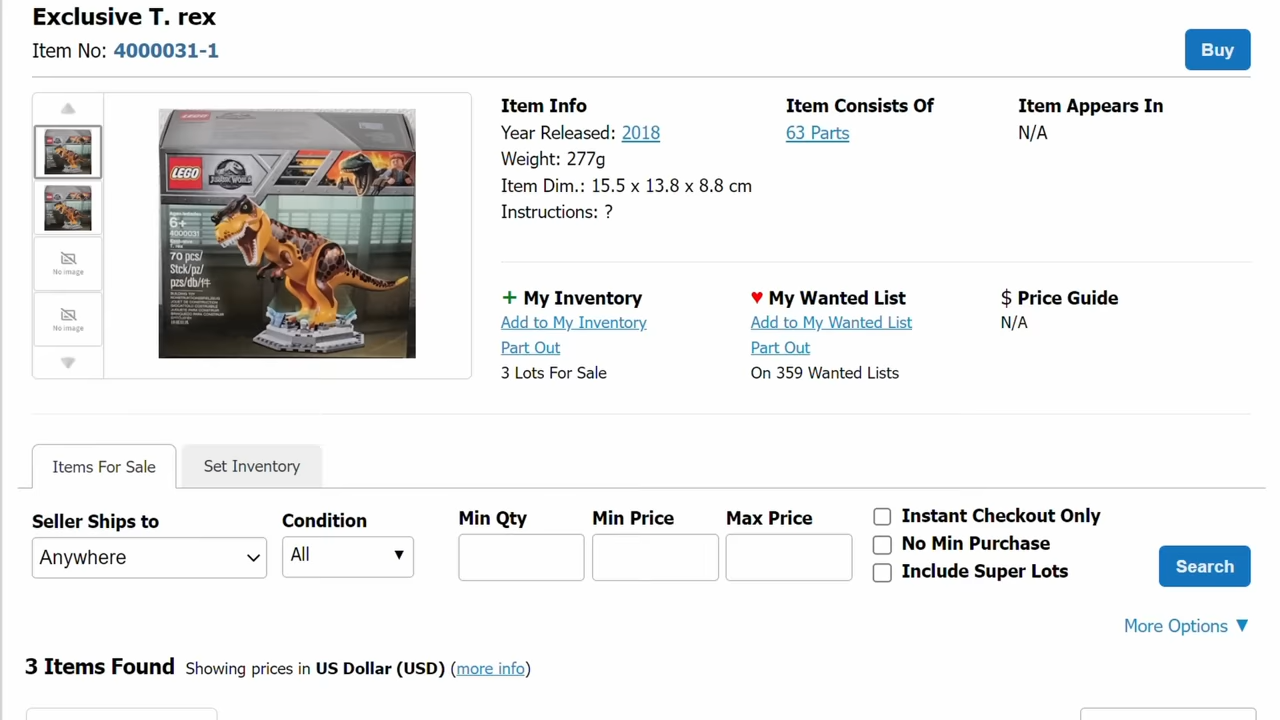 Exclusive T. rex
Item No: 4000031-1
Buy
LEGO
JURASSIC WORLD
6+
4000031
Exclusive
T. rex
70 pcs/
Stck/pz/
pzs/db/件
No image
No image
Item Info
Year Released: 2018
Weight: 277g
Item Dim.: 15.5 x 13.8 x 8.8 cm
Instructions: ?
Item Consists Of
63 Parts
Item Appears In
N/A
+ My Inventory
Add to My Inventory
Part Out
3 Lots For Sale
♥ My Wanted List
Add to My Wanted List
Part Out
On 359 Wanted Lists
$ Price Guide
N/A
Items For Sale
Set Inventory
Seller Ships to
Anywhere
Condition
All
Min Qty
Min Price
Max Price
Instant Checkout Only
No Min Purchase
Include Super Lots
Search
More Options ▼
3 Items Found Showing prices in US Dollar (USD) (more info)